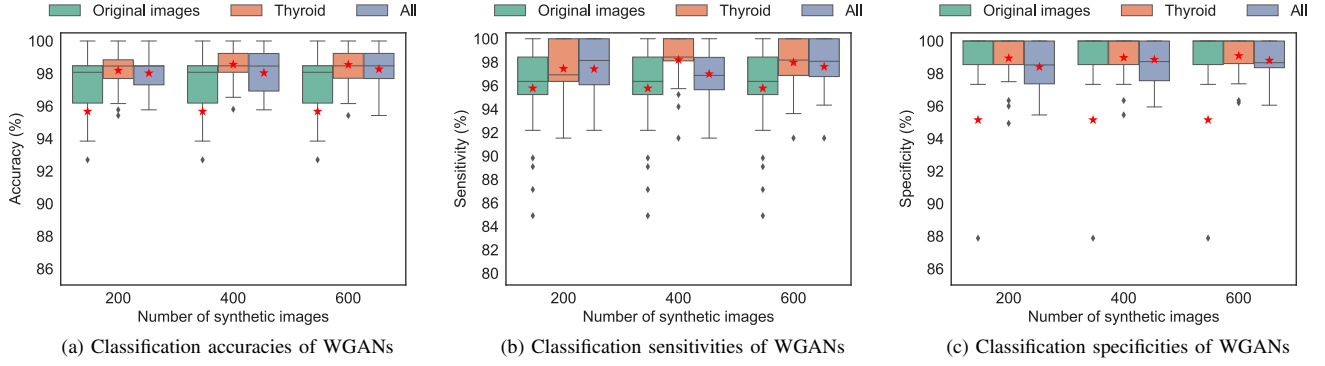 Original images Thyroid All
100
98
96
94
92
90
88
86
Accuracy (%)
200 400 600
Number of synthetic images
(a) Classification accuracies of WGANs
Original images Thyroid All
100
98
96
94
92
90
88
86
84
82
80
Sensitivity (%)
200 400 600
Number of synthetic images
(b) Classification sensitivities of WGANs
Original images Thyroid All
100
98
96
94
92
90
88
86
Specificity (%)
200 400 600
Number of synthetic images
(c) Classification specificities of WGANs